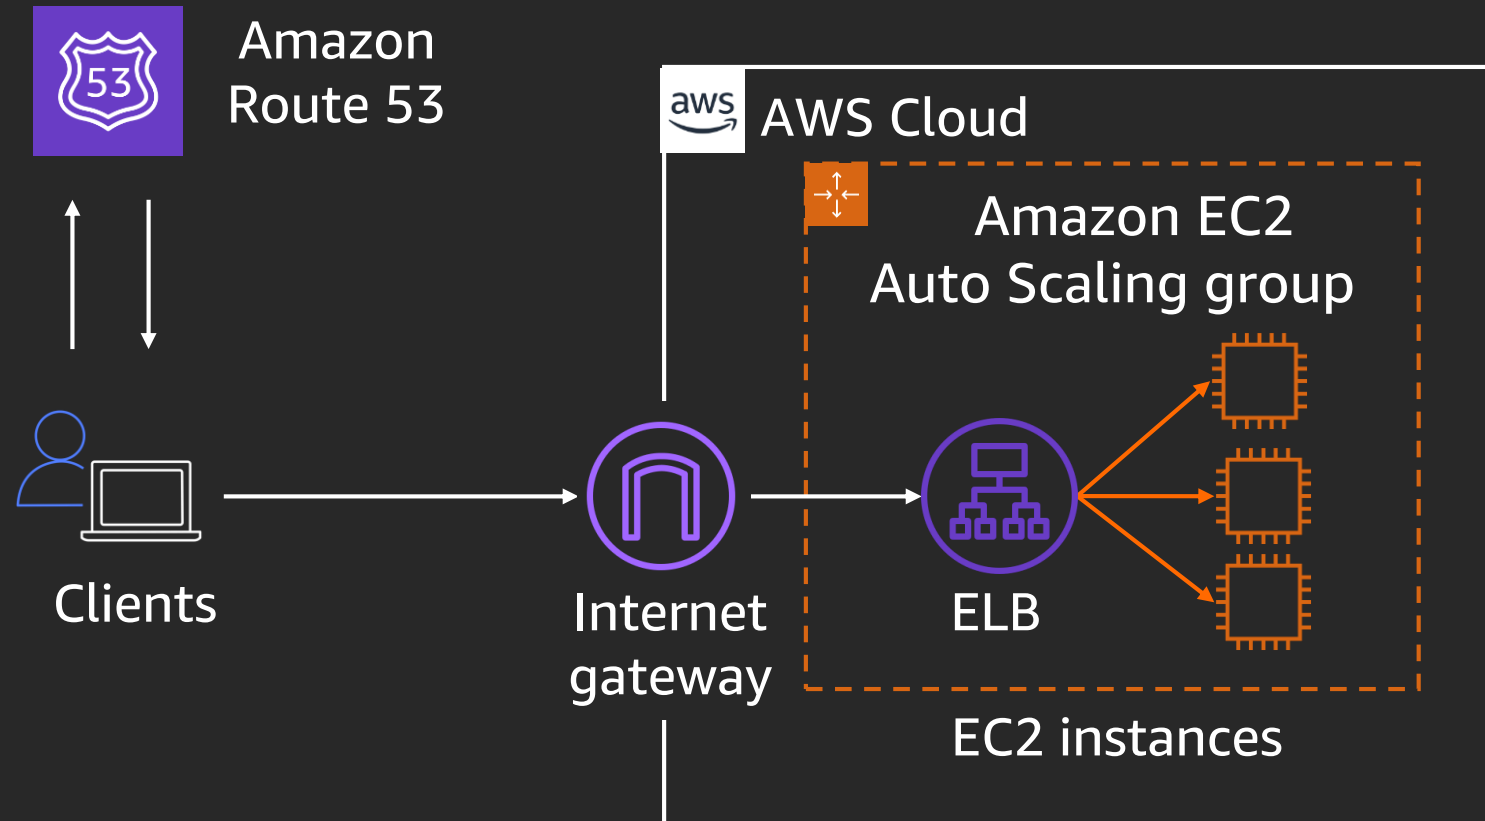 53
Amazon
Route 53
aws
AWS Cloud
Amazon EC2
Auto Scaling group
Clients
Internet
gateway
ELB
EC2 instances